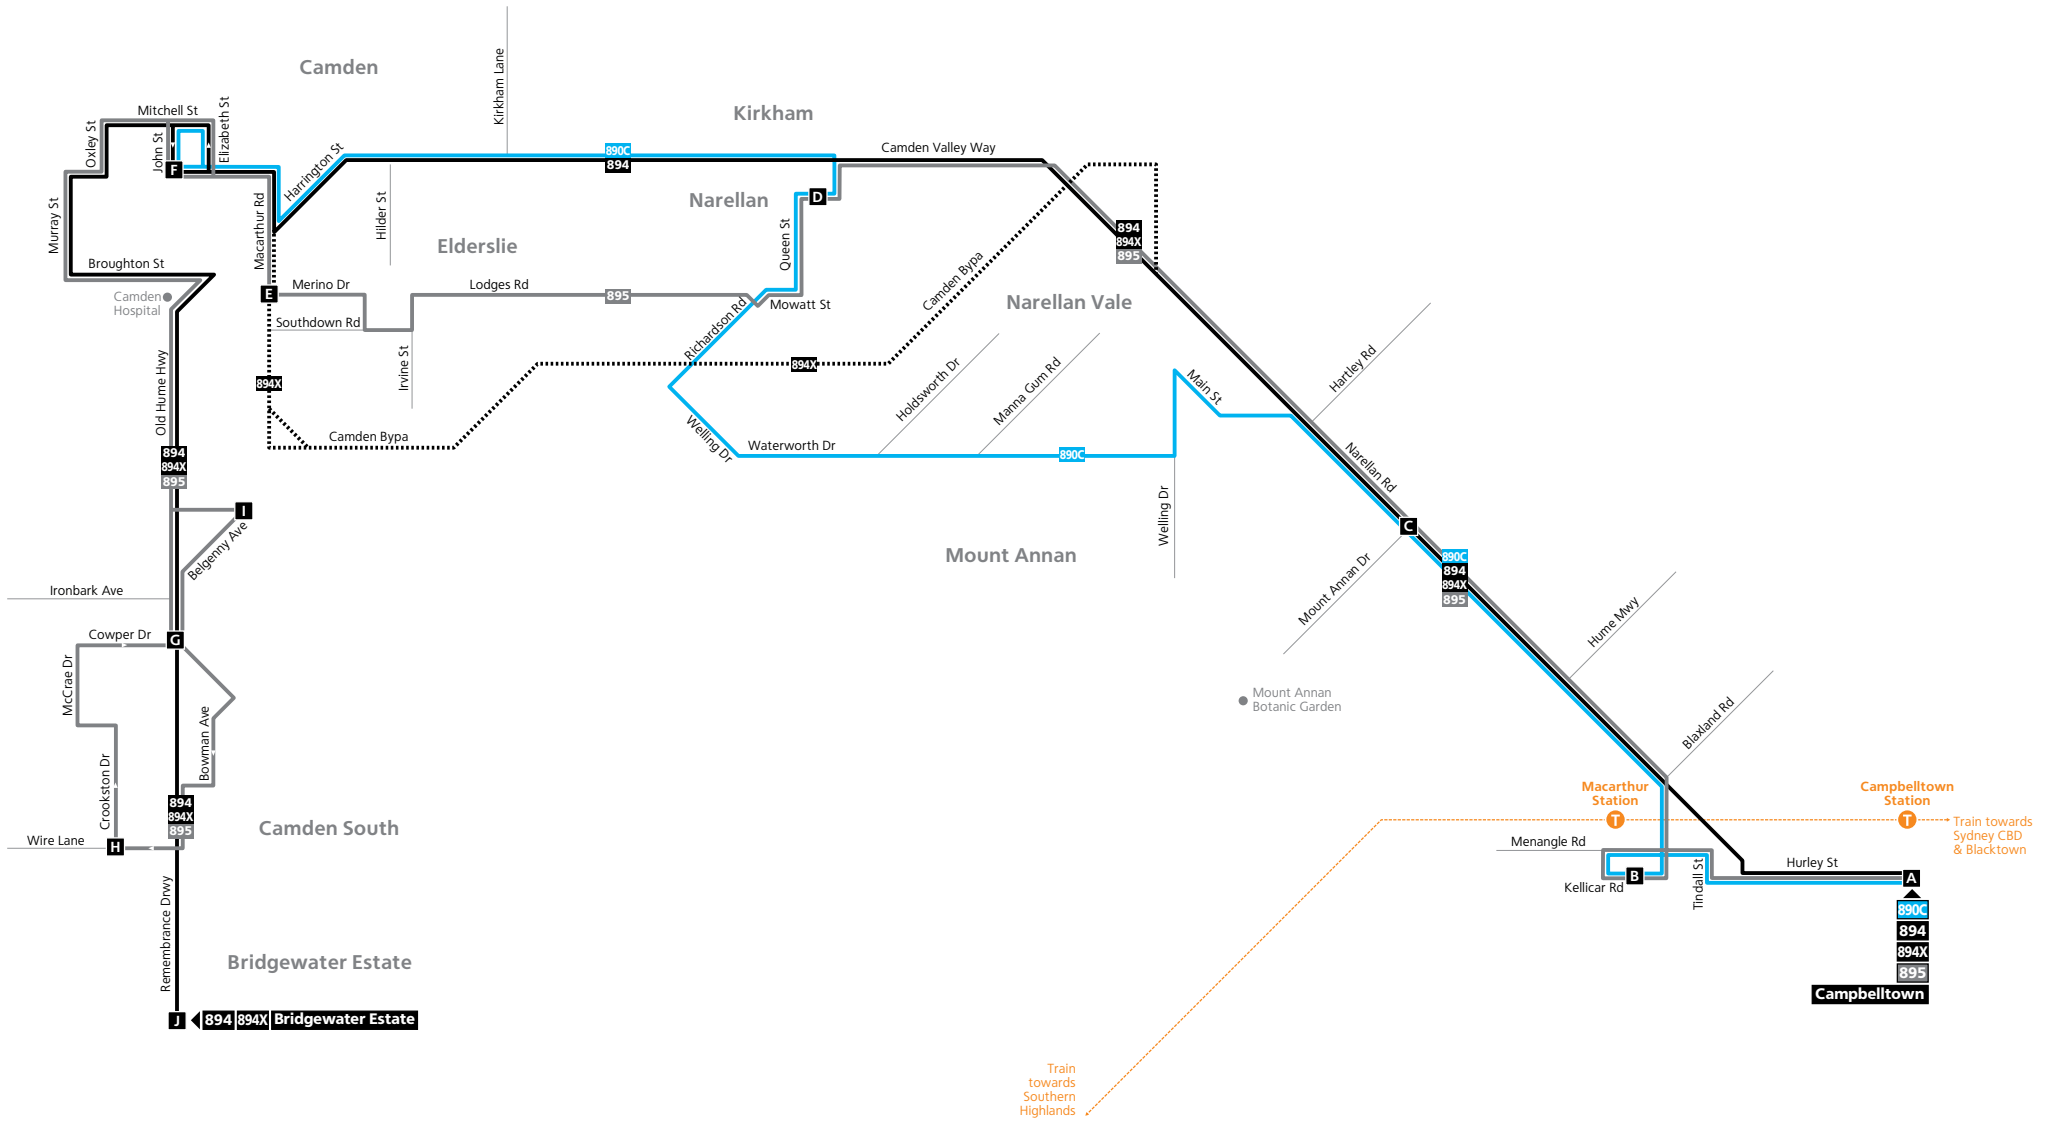 Camden
Kirkham Lane
Kirkham
Mitchell St
Elizabeth St
Oxley St
John St
F
Harrington St
890C
894
Camden Valley Way
Narellan
D
Hilder St
Macarthur Rd
Murray St
Queen St
Elderslie
894
894X
895
Broughton St
Camden
Hospital
E
Merino Dr
Lodges Rd
895
Mowatt St
Camden Bypa
Narellan Vale
Southdown Rd
Richardson Rd
Irvine St
Old Hume Hwy
894X
894X
Holdsworth Dr
Manna Gum Rd
Main St
Hartley Rd
Camden Bypa
Welling Dr
Waterworth Dr
890C
894
894X
895
Narellan Rd
I
Belgenny Ave
Welling Dr
C
Mount Annan
890C
894
894X
895
Mount Annan Dr
Ironbark Ave
Hume Mwy
Cowper Dr
G
McCrae Dr
Mount Annan
Botanic Garden
Bowman Ave
Blaxland Rd
Crookston Dr
894
894X
895
Camden South
Macarthur
Station
T
Campbelltown
Station
T
Train towards
Sydney CBD
& Blacktown
Wire Lane
H
Menangle Rd
Hurley St
B
Kellicar Rd
Tindall St
A
890C
894
894X
895
Campbelltown
Remembrance Drwy
Bridgewater Estate
J
894 894X Bridgewater Estate
Train
towards
Southern
Highlands